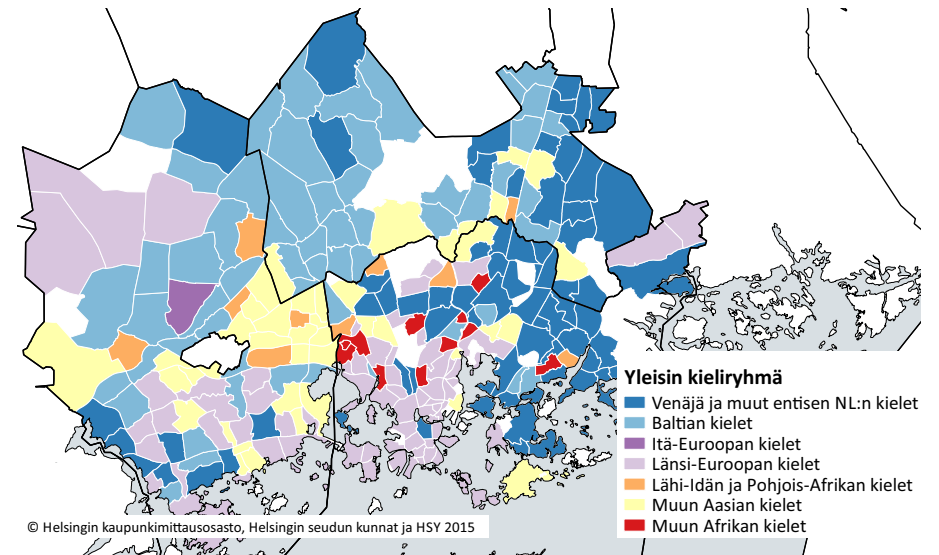 Yleisin kieliryhmä
Venäjä ja muut entisen NL:n kielet
Baltian kielet
Itä-Euroopan kielet
Länsi-Euroopan kielet
Lähi-Idän ja Pohjois-Afrikan kielet
Muun Aasian kielet
Muun Afrikan kielet
© Helsingin kaupunkimittausosasto, Helsingin seudun kunnat ja HSY 2015